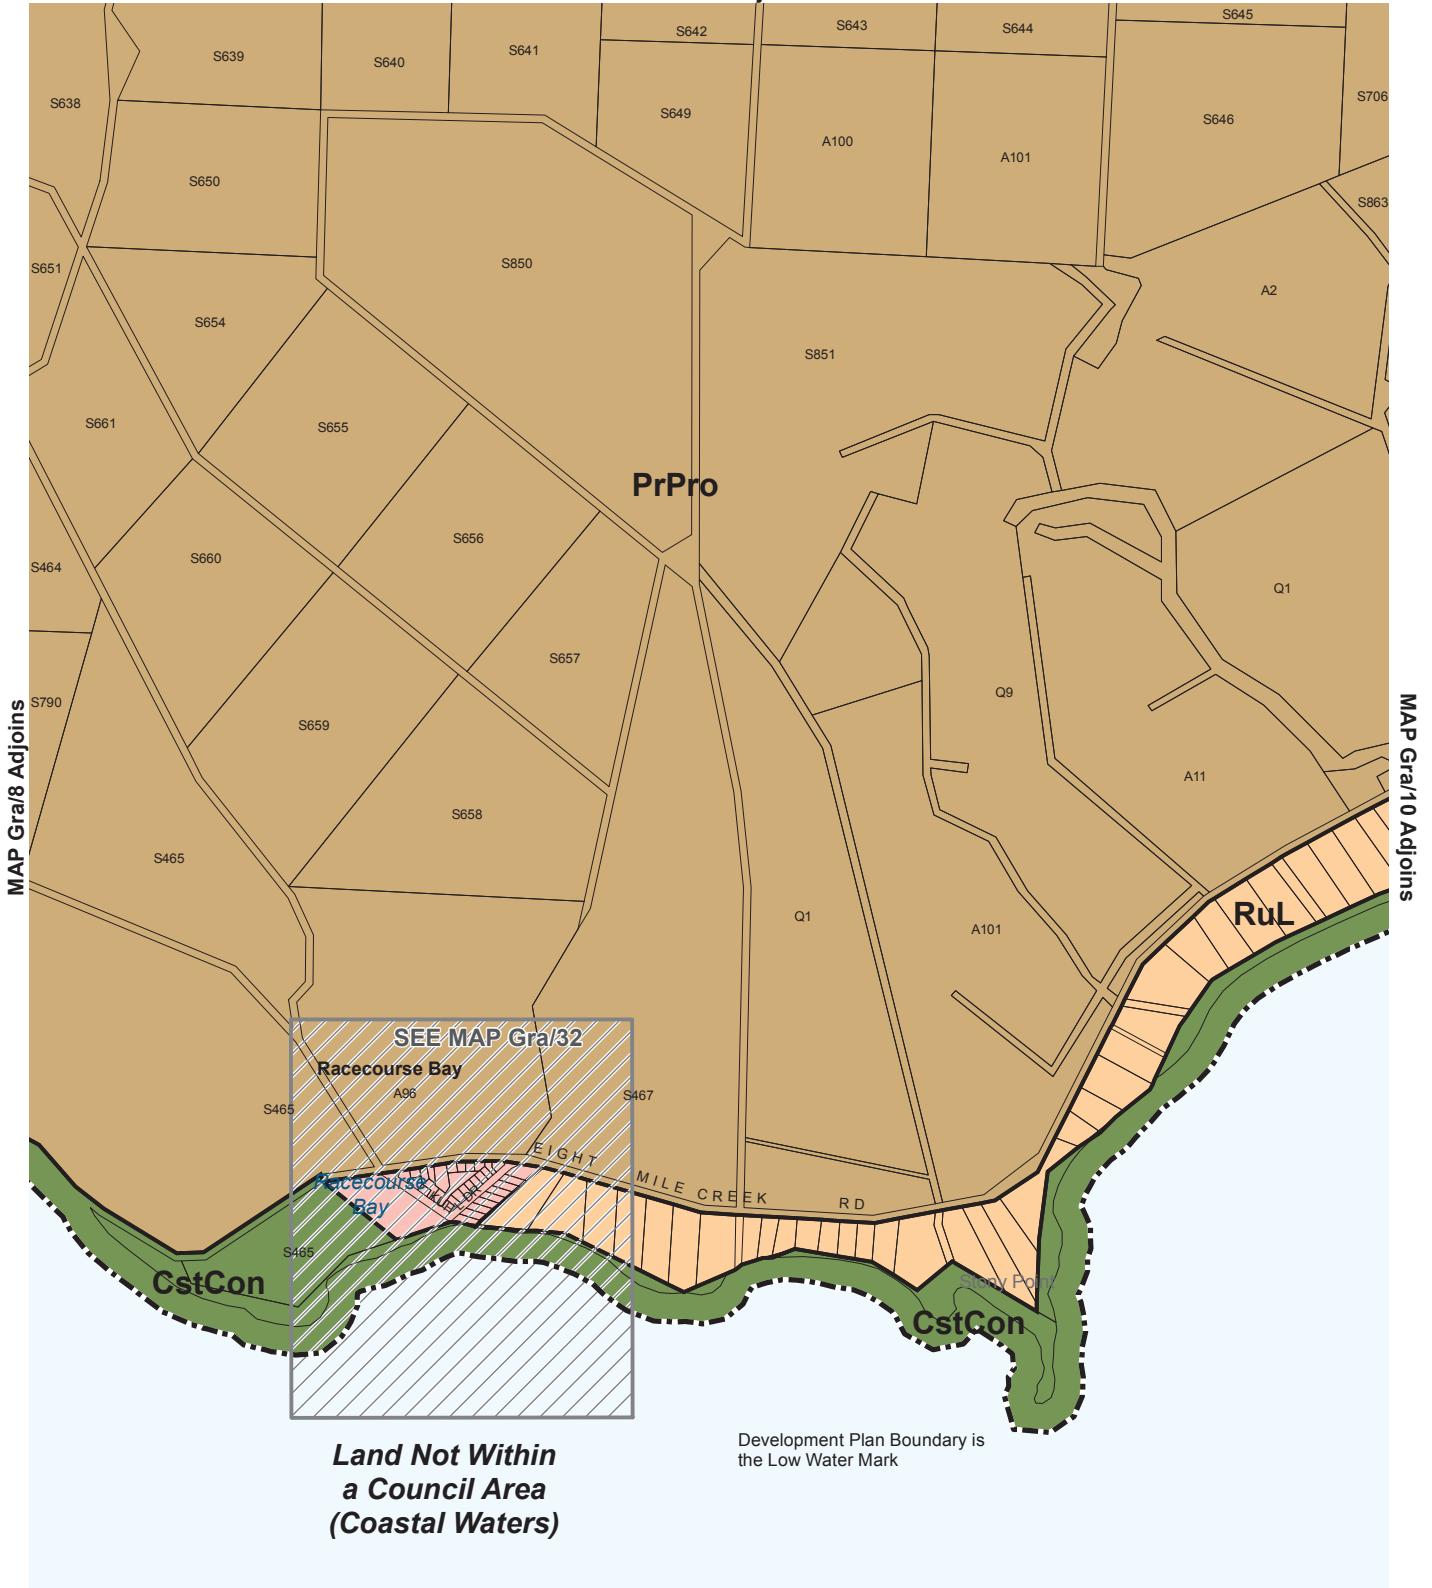 S645
S642
S643
S644
S639
S640
S641
S638
S706
S649
S646
A100
A101
S650
S863
S651
S850
A2
S654
S851
S661
S655
PrPro
S656
S660
S464
Q1
S657
Q9
S790
S659
MAP Gra/8 Adjoins
MAP Gra/10 Adjoins
A11
S658
S465
Q1
RuL
A101
SEE MAP Gra/32
Racecourse Bay
A96
S467
S465
EIGHT MILE CREEK RD
Racecourse
Bay
DR
S465
CstCon
Stony Point
CstCon
Development Plan Boundary is
the Low Water Mark
Land Not Within
a Council Area
(Coastal Waters)